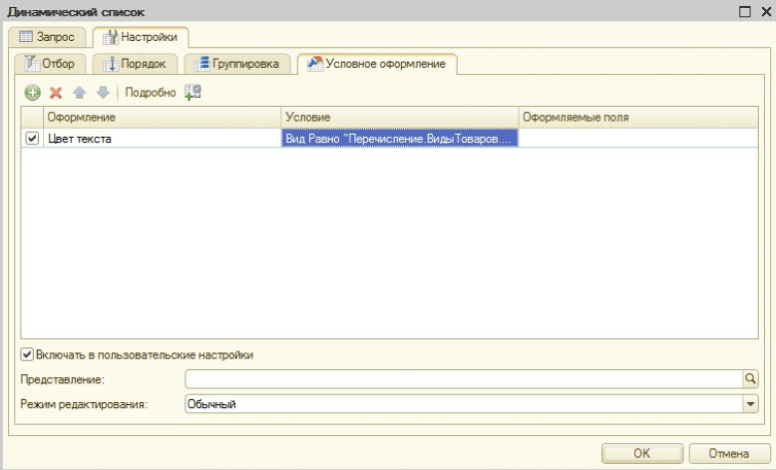 Динамический список
Запрос Настройки
Отбор Порядок Группировка Условное оформление
Подробно
Оформление Условие Оформляемые поля
Цвет текста Вид Равно "Перечисление.ВидыТоваров....
Включать в пользовательские настройки
Представление:
Режим редактирования: Обычный
OK Отмена